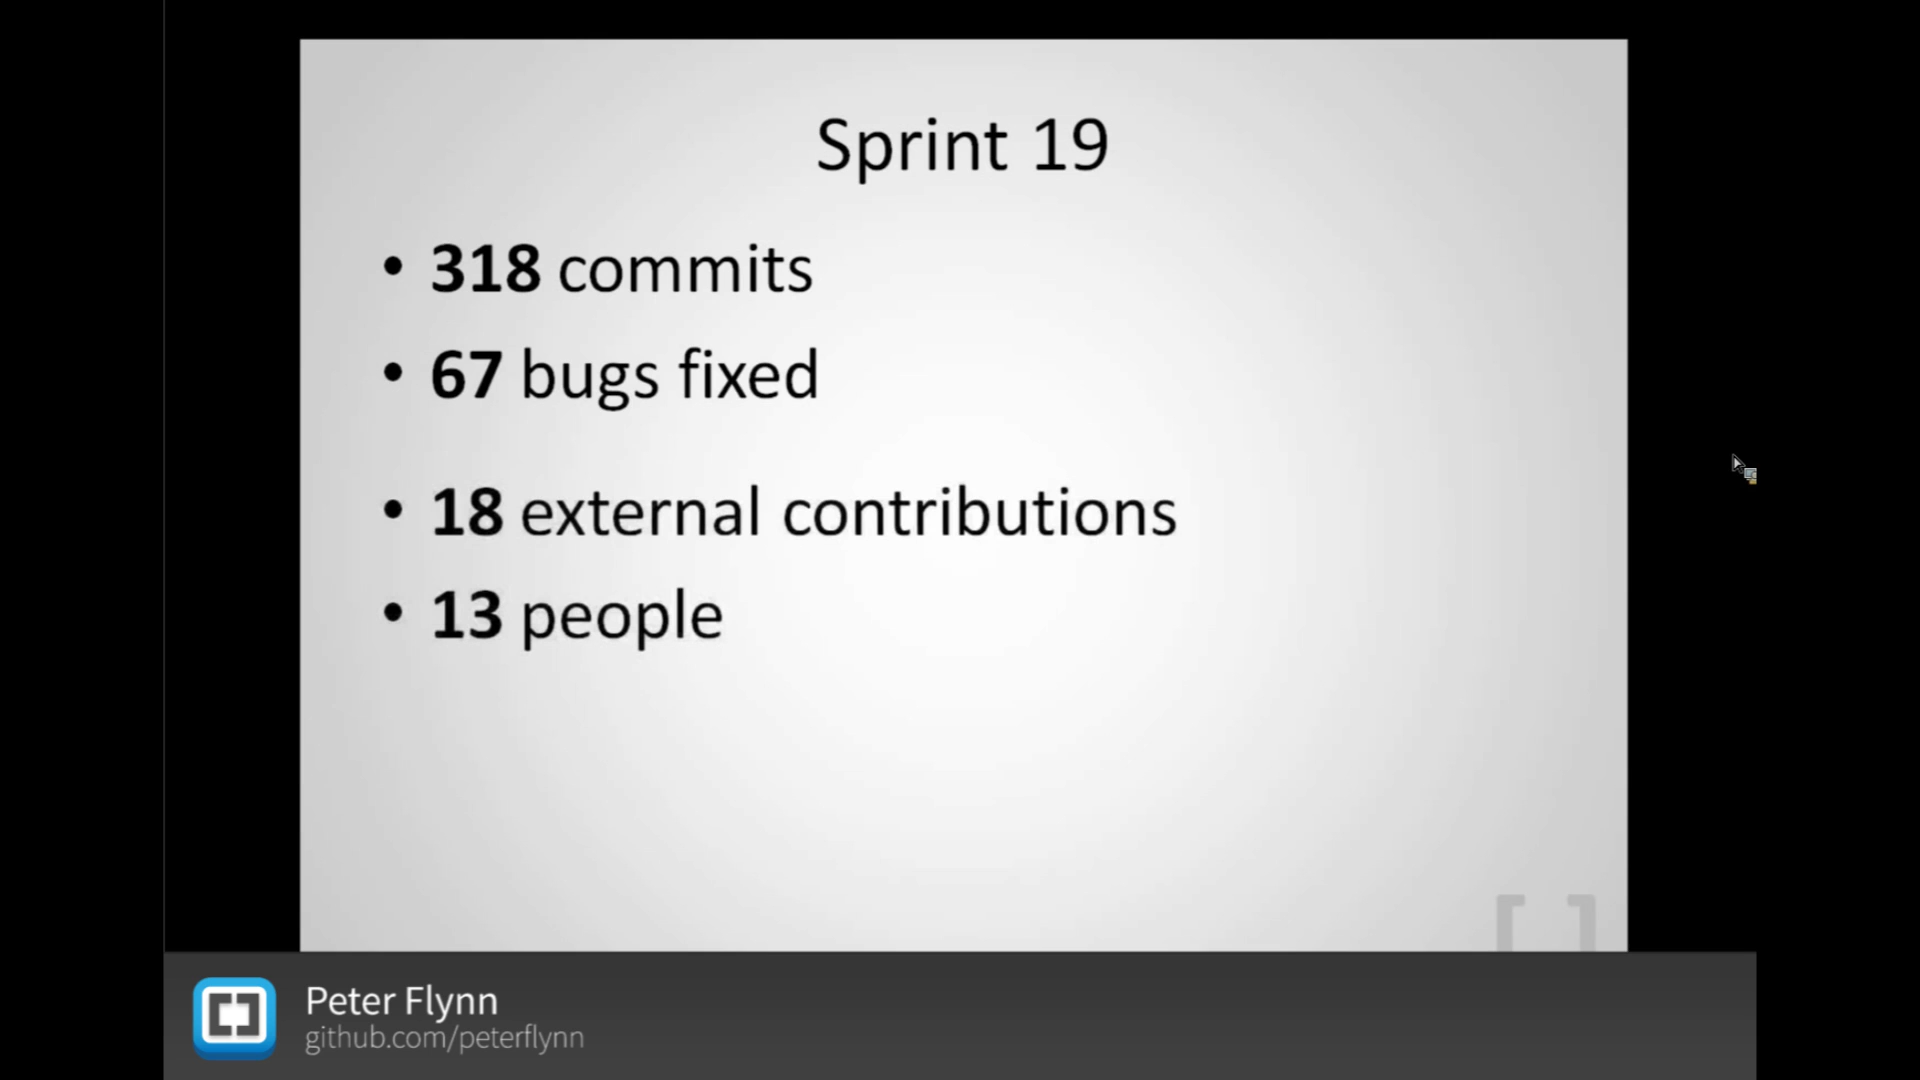 Sprint 19
• 318 commits
• 67 bugs fixed
• 18 external contributions
• 13 people
[ ]
Peter Flynn
github.com/peterflynn